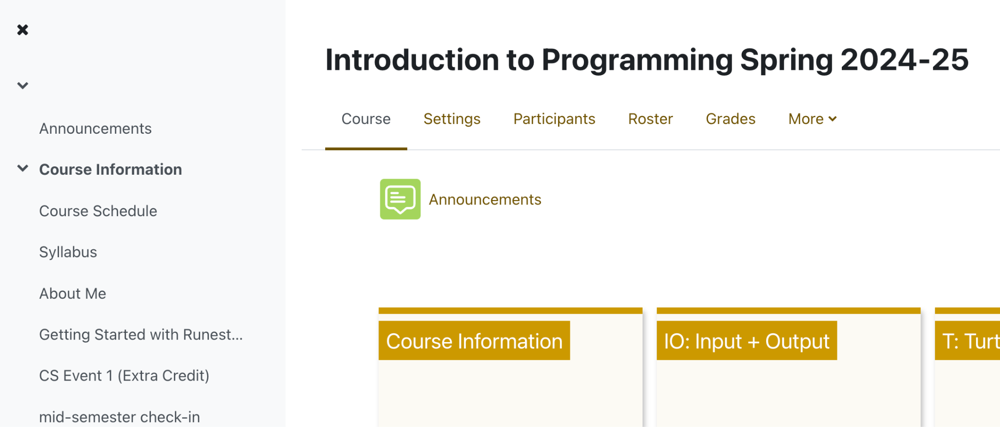 Announcements
Course Information
Course Schedule
Syllabus
About Me
Getting Started with Runest...
CS Event 1 (Extra Credit)
mid-semester check-in
Introduction to Programming Spring 2024-25
Course Settings Participants Roster Grades More
Announcements
Course Information
IO: Input + Output
T: Turt